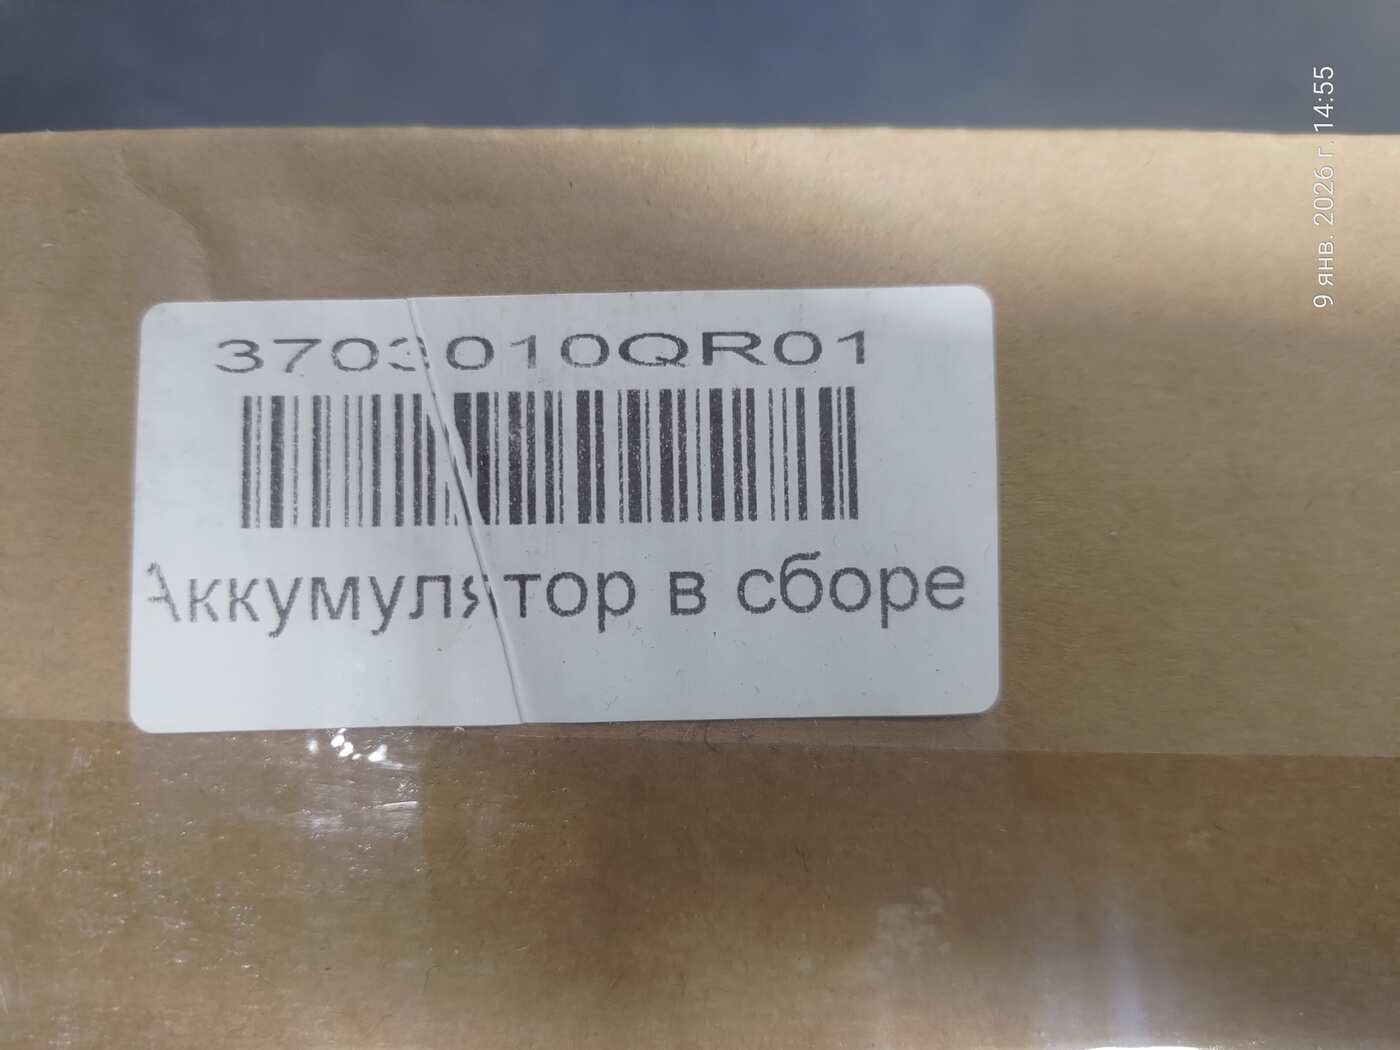 3703010QR01
Аккумулятор в сборе
9 янв. 2026 г. 14:55